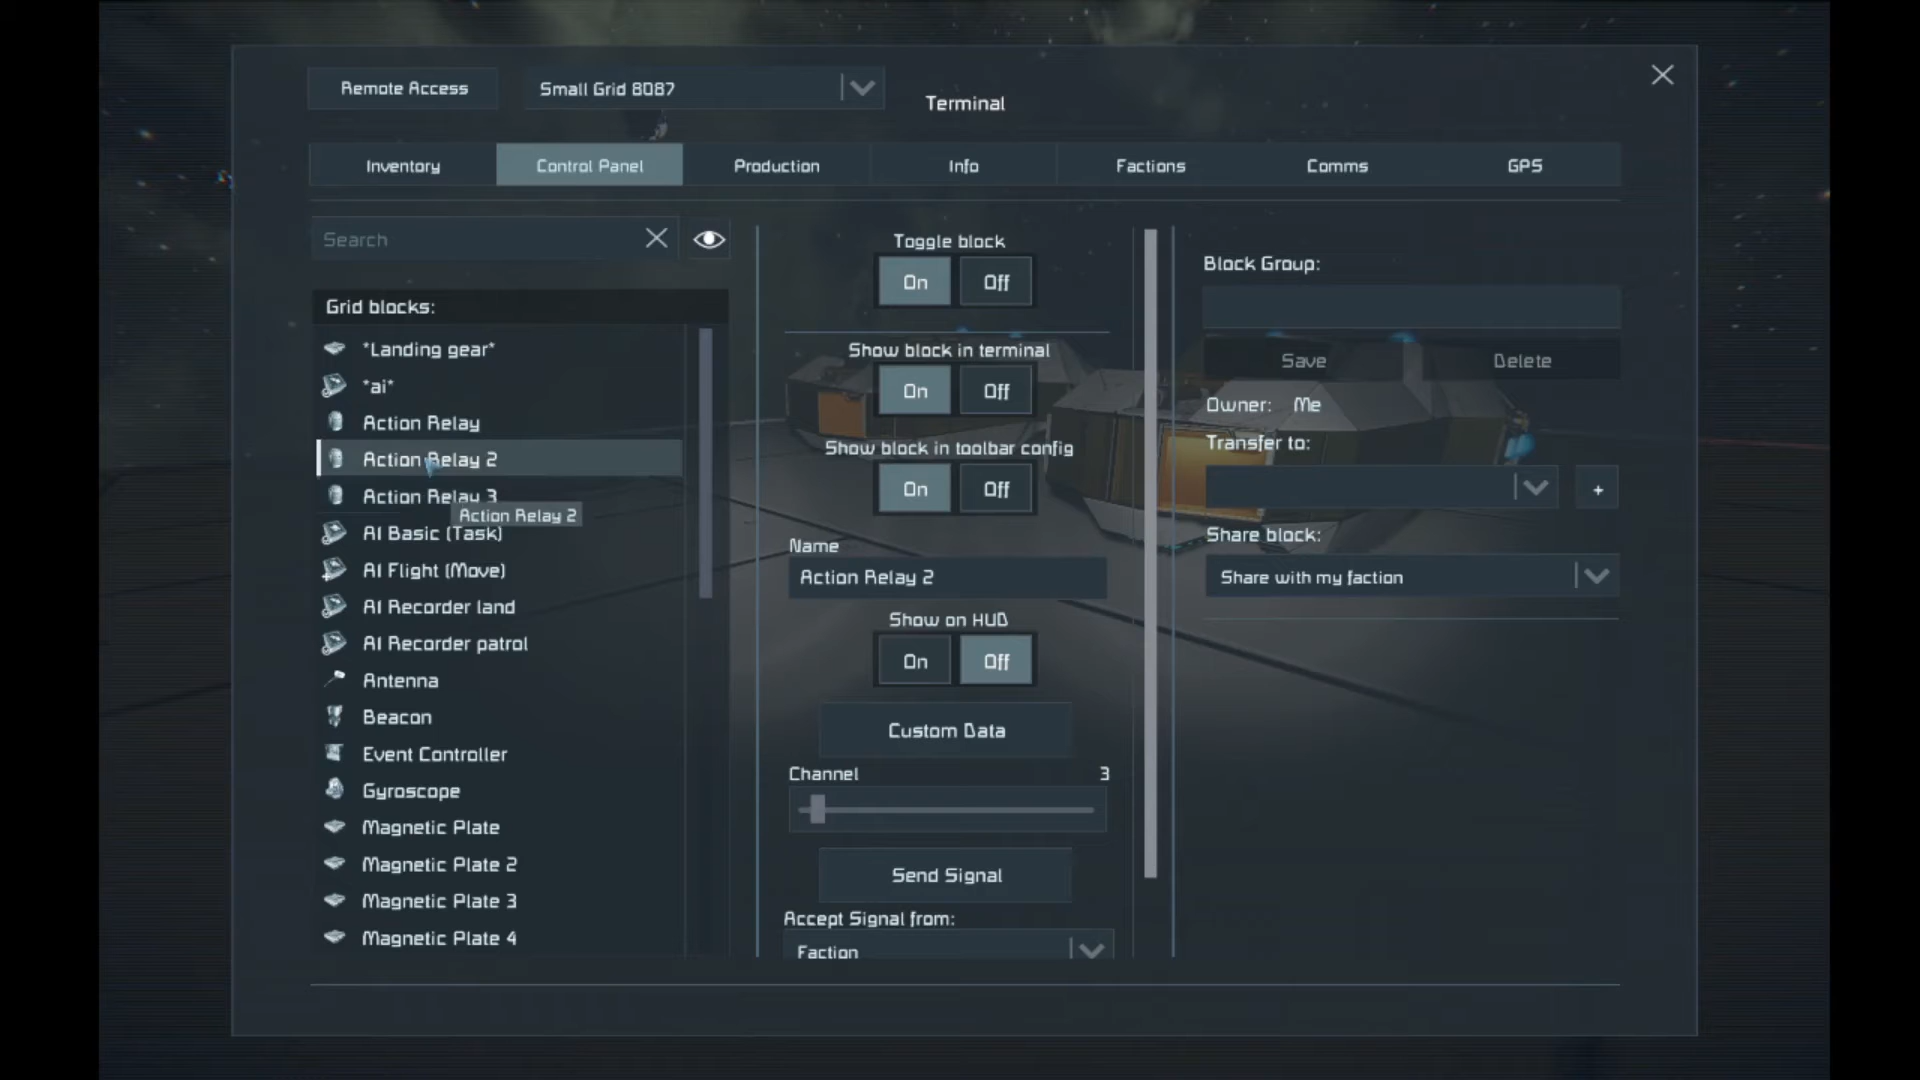 Remote Access
Small Grid 8087
Terminal
Inventory
Control Panel
Production
Info
Factions
Comms
GPS
Search
Grid blocks:
*Landing gear*
*ai*
Action Relay
Action Relay 2
Action Relay 3
Action Relay 2
AI Basic (Task)
AI Flight (Move)
AI Recorder land
AI Recorder patrol
Antenna
Beacon
Event Controller
Gyroscope
Magnetic Plate
Magnetic Plate 2
Magnetic Plate 3
Magnetic Plate 4
Toggle block
On Off
Show block in terminal
On Off
Show block in toolbar config
On Off
Name
Action Relay 2
Show on HUD
On Off
Custom Data
Channel 3
Send Signal
Accept Signal from:
Faction
Block Group:
Save Delete
Owner: Me
Transfer to:
+
Share block:
Share with my faction